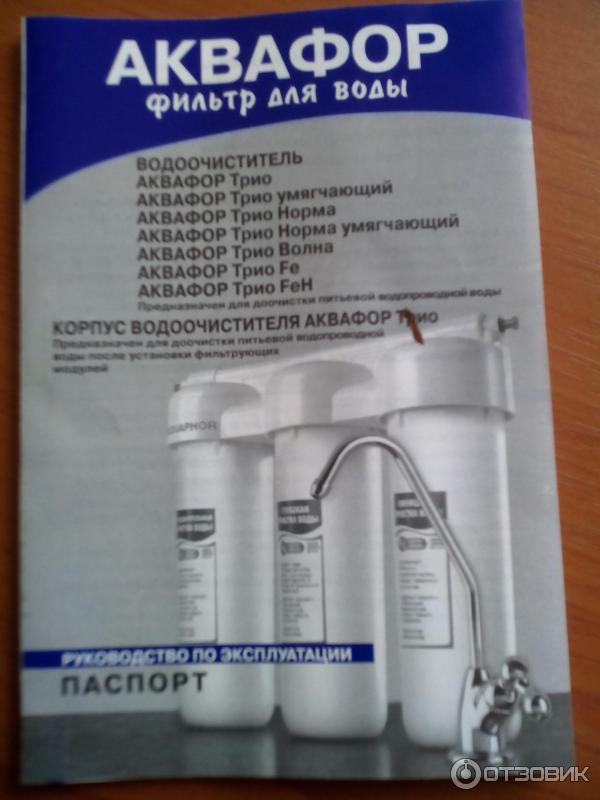 АКВАФОР
фильтр для воды
ВОДООЧИСТИТЕЛЬ
АКВАФОР Трио
АКВАФОР Трио умягчающий
АКВАФОР Трио Норма
АКВАФОР Трио Норма умягчающий
АКВАФОР Трио Волна
АКВАФОР Трио Fe
АКВАФОР Трио FeH
Предназначен для доочистки питьевой водопроводной воды
КОРПУС ВОДООЧИСТИТЕЛЯ АКВАФОР Трио
Предназначен для доочистки питьевой водопроводной
воды после установки фильтрующих
модулей
РУКОВОДСТВО ПО ЭКСПЛУАТАЦИИ
ПАСПОРТ
ОТЗОВИК